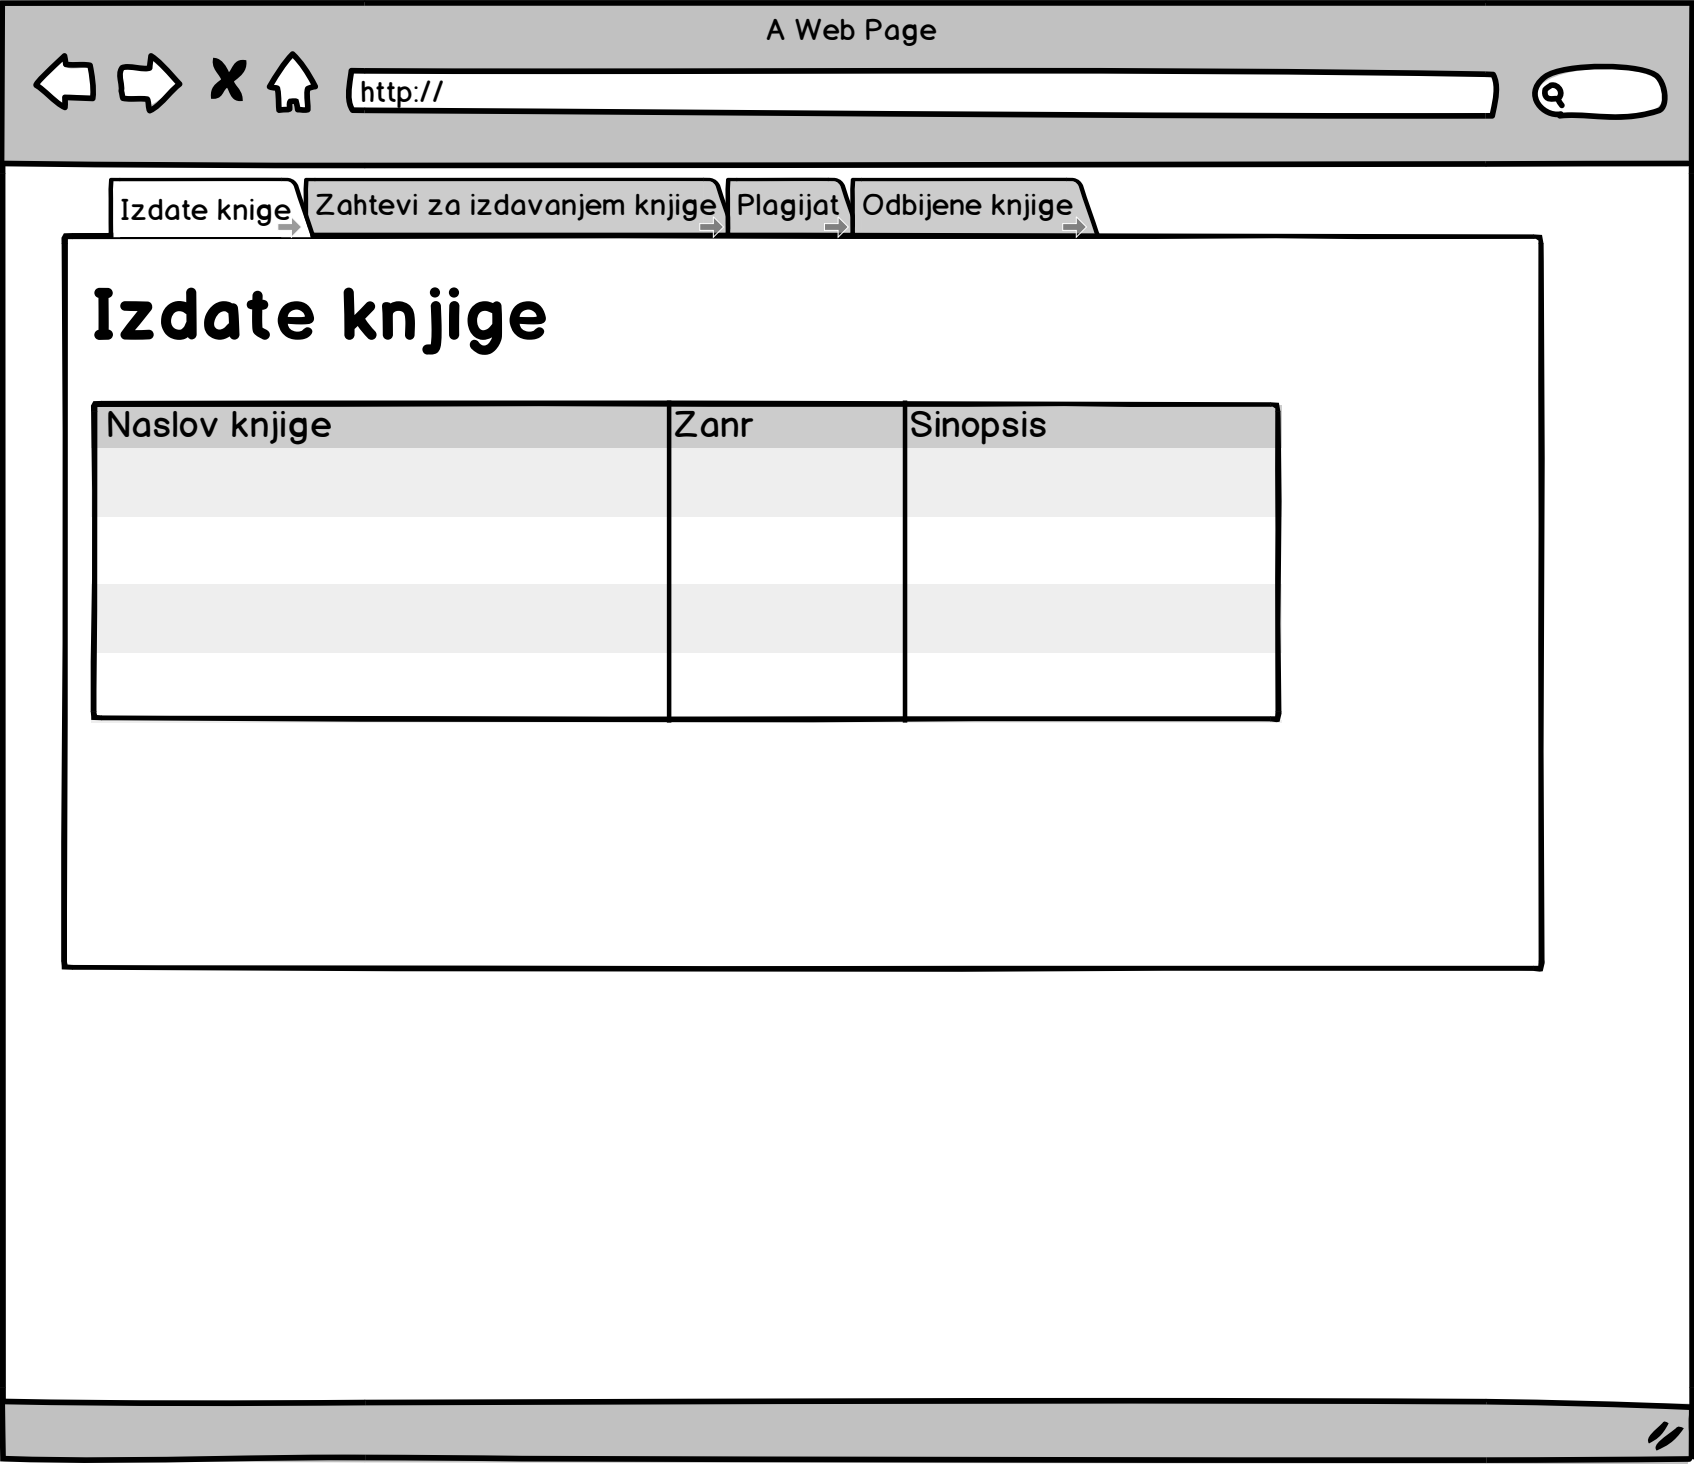 A Web Page
http://
Izdate knige
Zahtevi za izdavanjem knjige
Plagijat
Odbijene knjige
Izdate knjige
Naslov knjige
Zanr
Sinopsis